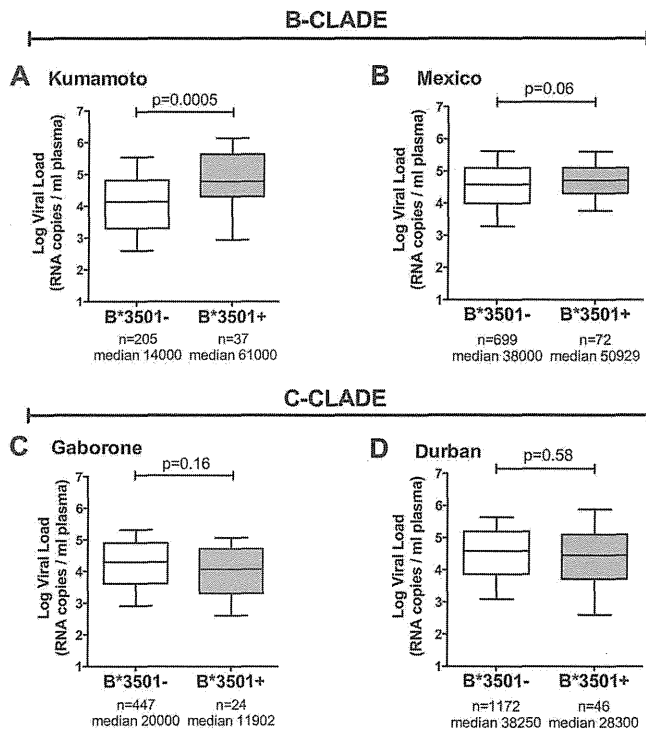 B-CLADE
A Kumamoto
p=0.0005
Log Viral Load
(RNA copies / ml plasma)
7
6
5
4
3
2
1
B*3501- B*3501+
n=205 n=37
median 14000 median 61000
B Mexico
p=0.06
Log Viral Load
(RNA copies / ml plasma)
7
6
5
4
3
2
1
B*3501- B*3501+
n=699 n=72
median 38000 median 50929
C-CLADE
C Gaborone
p=0.16
Log Viral Load
(RNA copies / ml plasma)
7
6
5
4
3
2
1
B*3501- B*3501+
n=447 n=24
median 20000 median 11902
D Durban
p=0.58
Log Viral Load
(RNA copies / ml plasma)
7
6
5
4
3
2
1
B*3501- B*3501+
n=1172 n=46
median 38250 median 28300